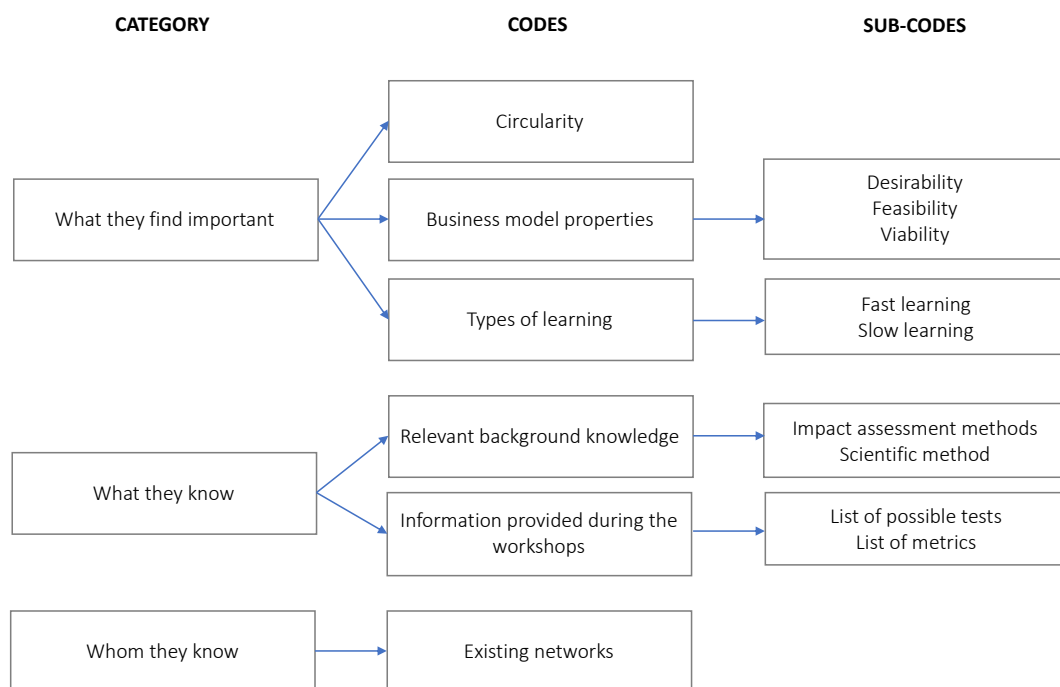 CATEGORY
CODES
SUB-CODES
Circularity
What they find important
Business model properties
Desirability
Feasibility
Viability
Types of learning
Fast learning
Slow learning
Relevant background knowledge
Impact assessment methods
Scientific method
What they know
Information provided during the
workshops
List of possible tests
List of metrics
Whom they know
Existing networks